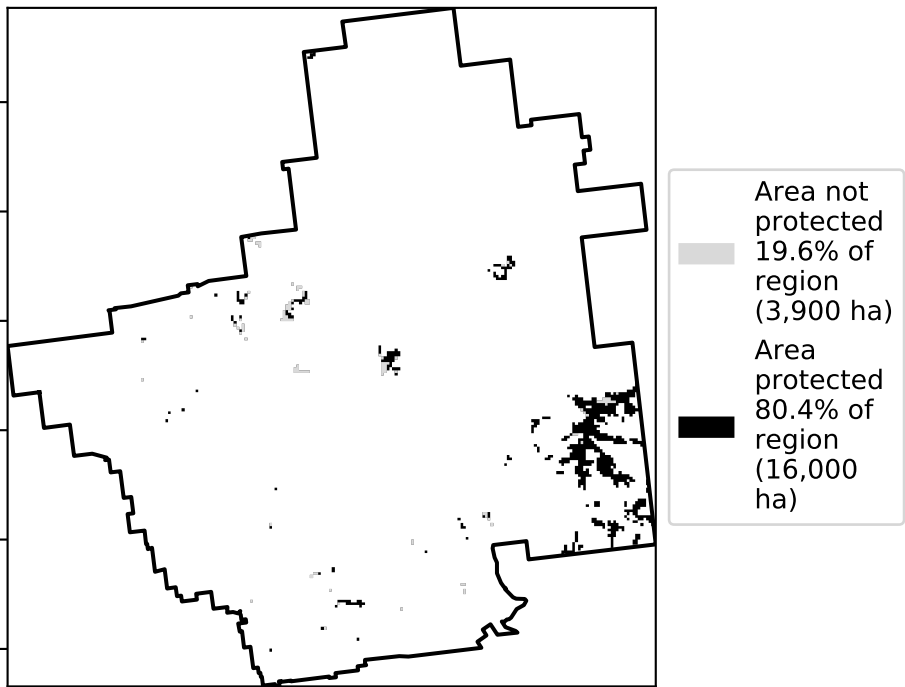 Area not
protected
19.6% of
region
(3,900 ha)
Area
protected
80.4% of
region
(16,000
ha)